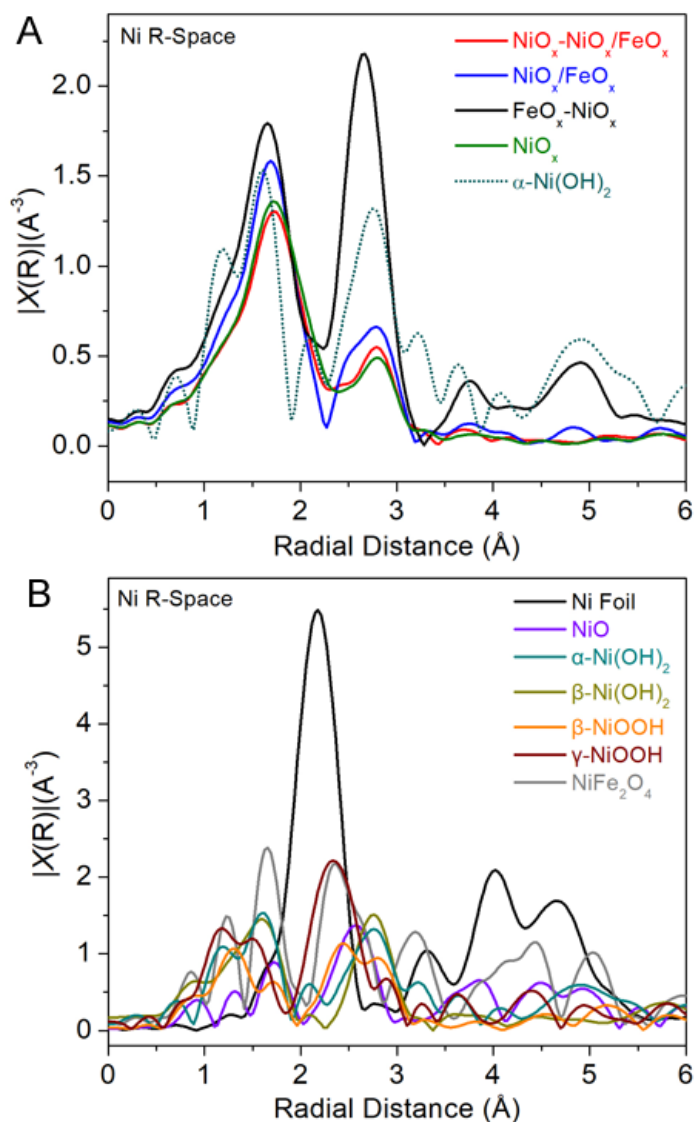 A
Ni R-Space
NiOₓ-NiOₓ/FeOₓ
NiOₓ/FeOₓ
FeOₓ-NiOₓ
NiOₓ
α-Ni(OH)₂
|X(R)|(A⁻³)
2.0
1.5
1.0
0.5
0.0
0 1 2 3 4 5 6
Radial Distance (Å)
B
Ni R-Space
Ni Foil
NiO
α-Ni(OH)₂
β-Ni(OH)₂
β-NiOOH
γ-NiOOH
NiFe₂O₄
|X(R)|(A⁻³)
5
4
3
2
1
0
0 1 2 3 4 5 6
Radial Distance (Å)